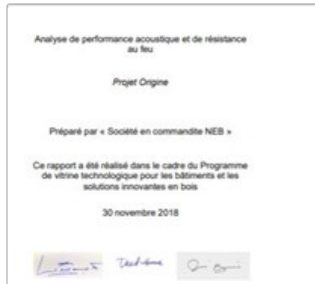 Analyse de performance acoustique et de résistance
au feu
Projet Origine
Préparé par « Société en commandite NEB »
Ce rapport a été réalisé dans le cadre du Programme
de vitrine technologique pour les bâtiments et les
solutions innovantes en bois
30 novembre 2018